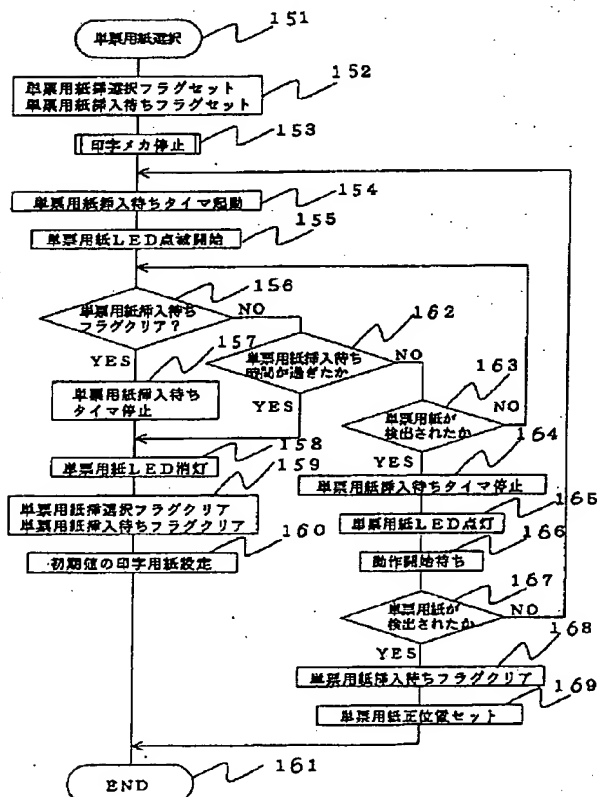 単票用紙選択
151
単票用紙挿選択フラグセット
単票用紙挿入待ちフラグセット
152
印字メカ停止
153
単票用紙挿入待ちタイマ起動
154
単票用紙LED点滅開始
155
単票用紙挿入待ち
フラグクリア?
156
NO
YES
単票用紙挿入待ち
時間が過ぎたか
162
NO
YES
157
単票用紙挿入待ち
タイマ停止
単票用紙が
検出されたか
163
NO
YES
158
単票用紙LED消灯
159
単票用紙挿選択フラグクリア
単票用紙挿入待ちフラグクリア
160
初期値の印字用紙設定
164
単票用紙挿入待ちタイマ停止
165
単票用紙LED点灯
166
動作開始待ち
167
単票用紙が
検出されたか
NO
YES
168
単票用紙挿入待ちフラグクリア
169
単票用紙正位置セット
END
161